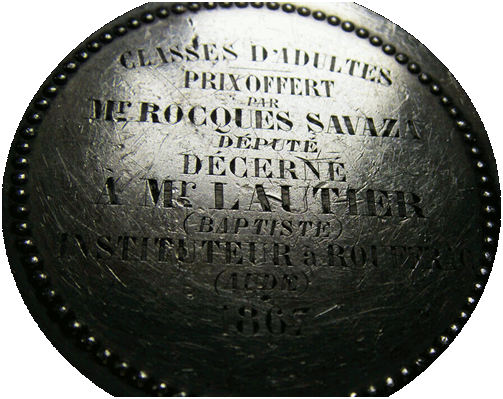 CLASSES D'ADULTES
PRIX OFFERT
PAR
Mr. ROCQUES SAVAZA
DÉPUTÉ
DÉCERNÉ
À Mr. LAUTIER
(BAPTISTE)
INSTITUTEUR à
(AUDE)
1867